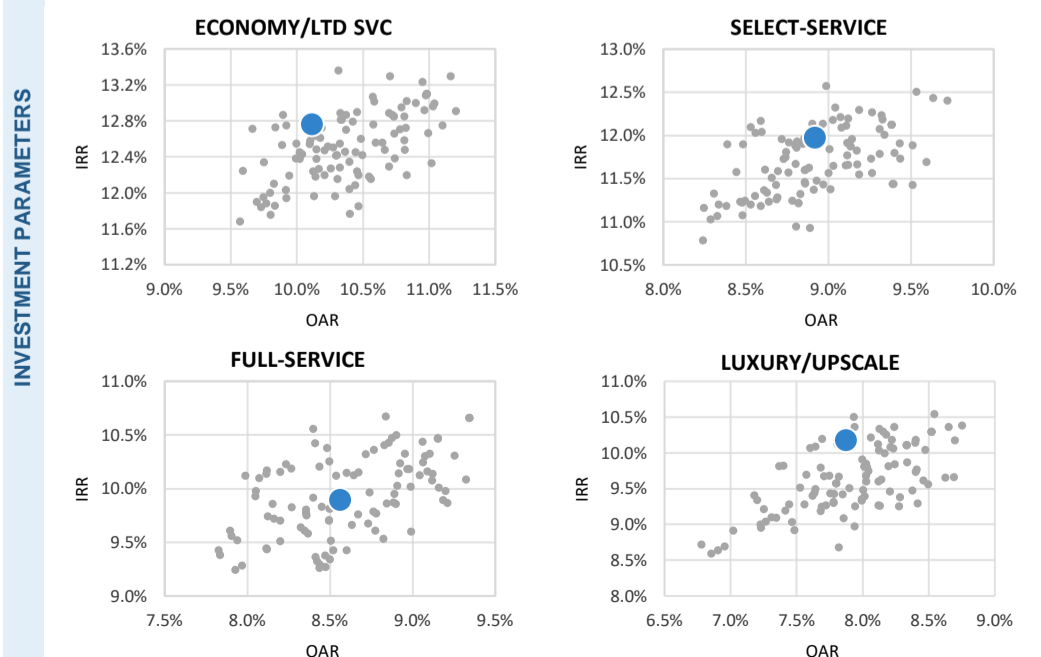 INVESTMENT PARAMETERS
ECONOMY/LTD SVC
13.6%
13.2%
12.8%
12.4%
12.0%
11.6%
11.2%
IRR
9.0% 9.5% 10.0% 10.5% 11.0% 11.5%
OAR
SELECT-SERVICE
13.0%
12.5%
12.0%
11.5%
11.0%
10.5%
IRR
8.0% 8.5% 9.0% 9.5% 10.0%
OAR
FULL-SERVICE
11.0%
10.5%
10.0%
9.5%
9.0%
IRR
7.5% 8.0% 8.5% 9.0% 9.5%
OAR
LUXURY/UPSCALE
11.0%
10.5%
10.0%
9.5%
9.0%
8.5%
8.0%
IRR
6.5% 7.0% 7.5% 8.0% 8.5% 9.0%
OAR